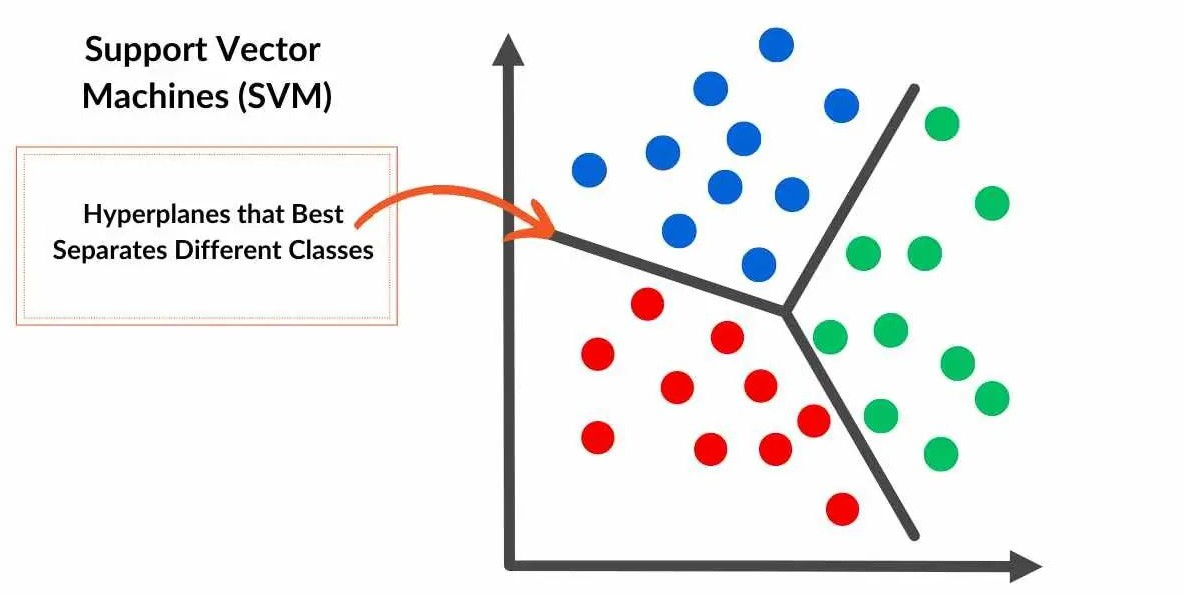 Support Vector
Machines (SVM)
Hyperplanes that Best
Separates Different Classes